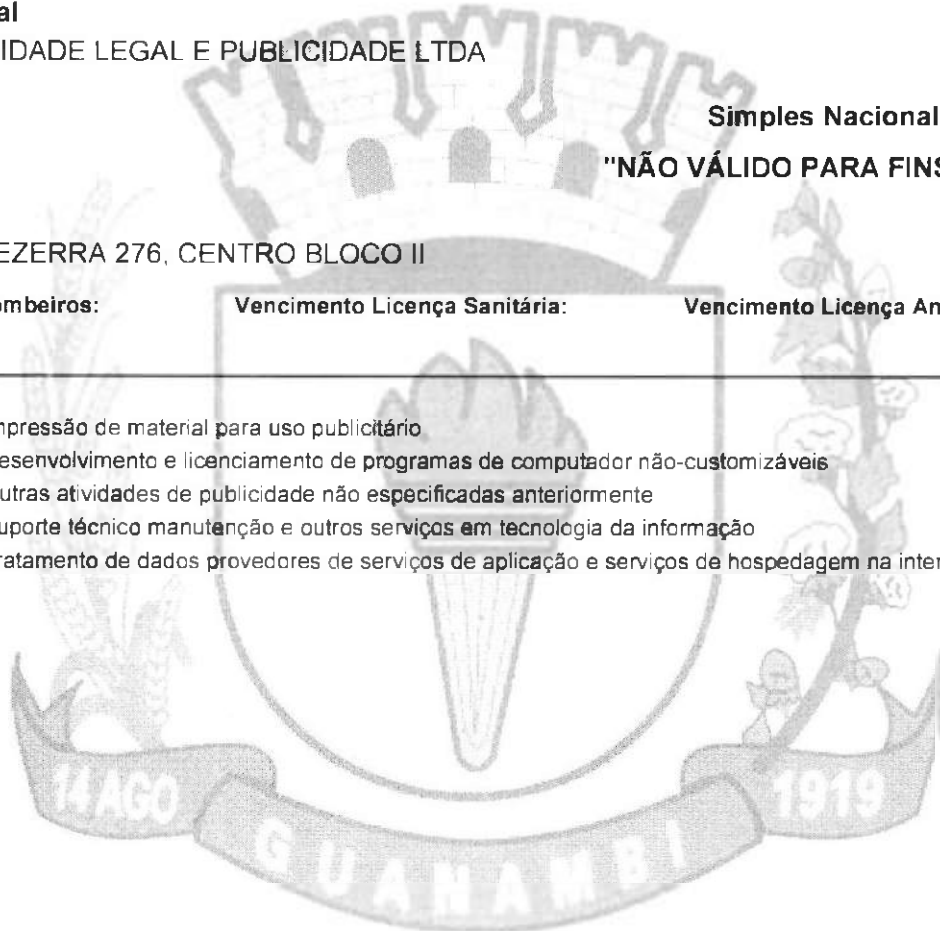 al
IDADE LEGAL E PUBLICIDADE LTDA
Simples Nacional
"NÃO VÁLIDO PARA FINS
EZERRA 276, CENTRO BLOCO II
ombeiros: Vencimento Licença Sanitária: Vencimento Licença Am
mpressão de material para uso publicitário
esenvolvimento e licenciamento de programas de computador não-customizáveis
utras atividades de publicidade não especificadas anteriormente
uporte técnico manutenção e outros serviços em tecnologia da informação
ratamento de dados provedores de serviços de aplicação e serviços de hospedagem na inter
14 AGO
1919
GUANAMBI